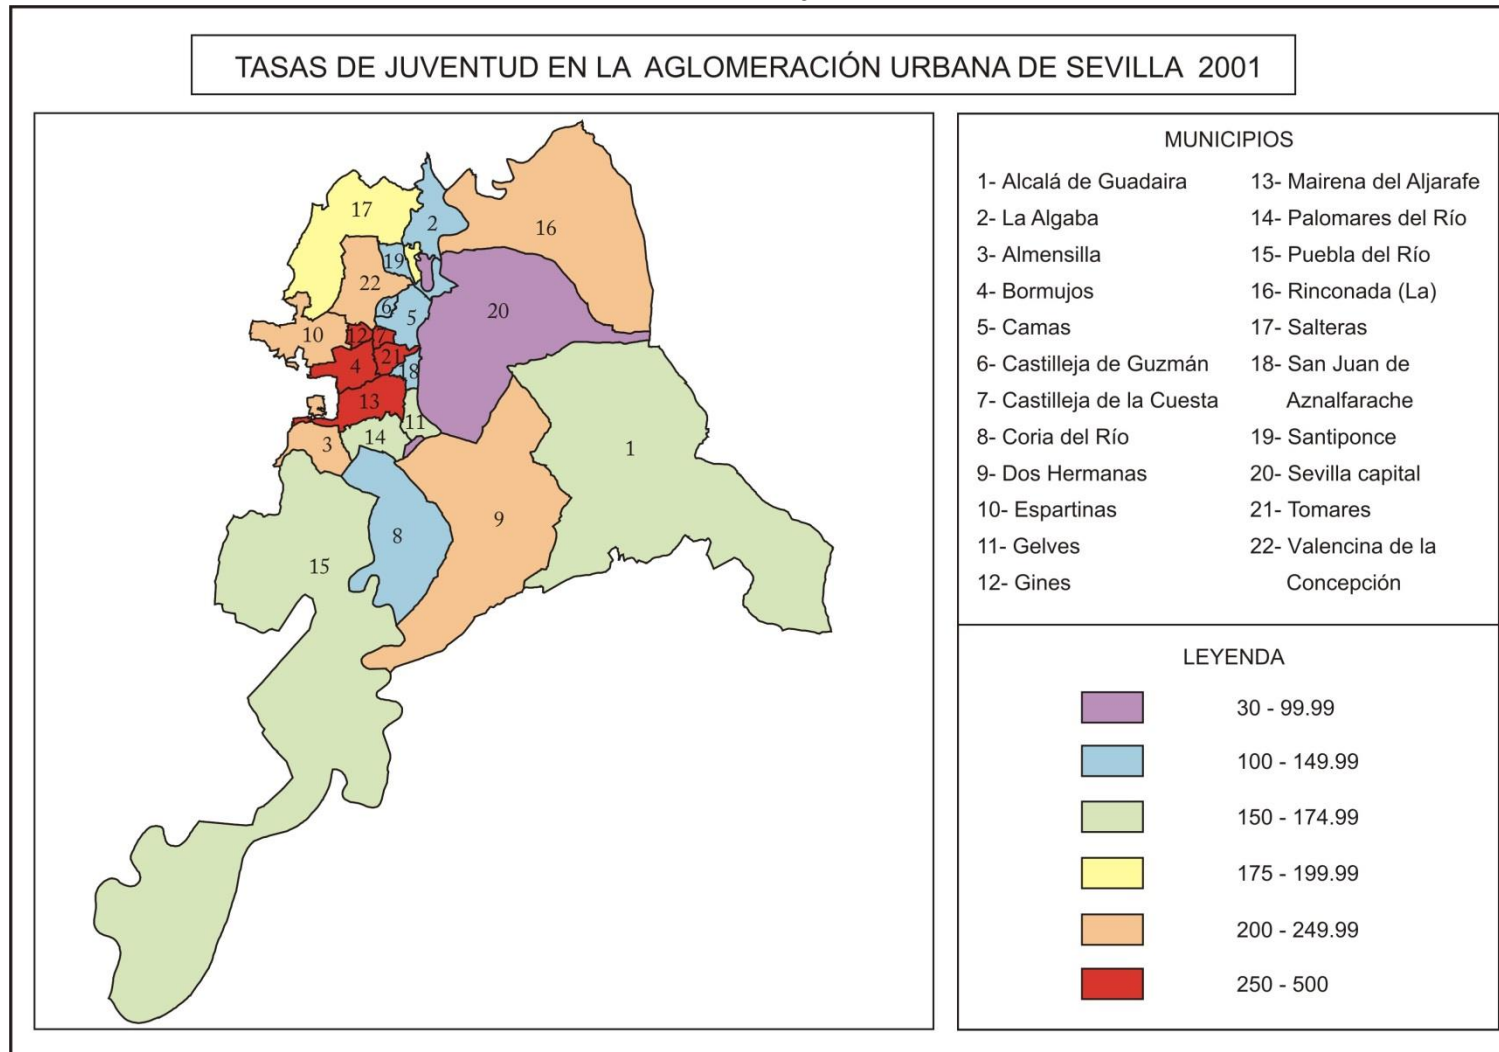 TASAS DE JUVENTUD EN LA AGLOMERACIÓN URBANA DE SEVILLA 2001
17
2
16
19
22
6
5
20
10
12
7
21
4
18
13
11
14
3
1
9
8
15
MUNICIPIOS
1- Alcalá de Guadaira
2- La Algaba
3- Almensilla
4- Bormujos
5- Camas
6- Castilleja de Guzmán
7- Castilleja de la Cuesta
8- Coria del Río
9- Dos Hermanas
10- Espartinas
11- Gelves
12- Gines
13- Mairena del Aljarafe
14- Palomares del Río
15- Puebla del Río
16- Rinconada (La)
17- Salteras
18- San Juan de
Aznalfarache
19- Santiponce
20- Sevilla capital
21- Tomares
22- Valencina de la
Concepción
LEYENDA
30 - 99.99
100 - 149.99
150 - 174.99
175 - 199.99
200 - 249.99
250 - 500